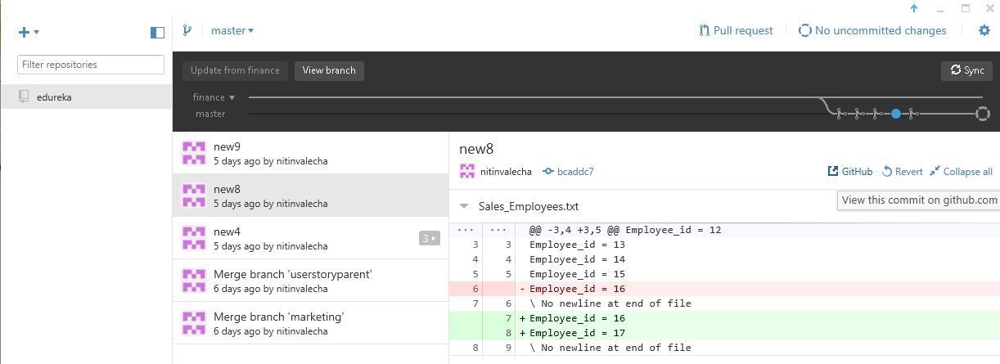 master
Pull request
No uncommitted changes
Filter repositories
Update from finance
View branch
Sync
edureka
finance
master
new9
5 days ago by nitinvalecha
new8
5 days ago by nitinvalecha
new4
5 days ago by nitinvalecha
3
Merge branch 'userstoryparent'
6 days ago by nitinvalecha
Merge branch 'marketing'
6 days ago by nitinvalecha
new8
nitinvalecha bcaddc7
GitHub Revert Collapse all
View this commit on github.com
Sales_Employees.txt
··· ··· @@ -3,4 +3,5 @@ Employee_id = 12
3 3 Employee_id = 13
4 4 Employee_id = 14
5 5 Employee_id = 15
6 - Employee_id = 16
7 6 \ No newline at end of file
7 + Employee_id = 16
8 + Employee_id = 17
8 9 \ No newline at end of file